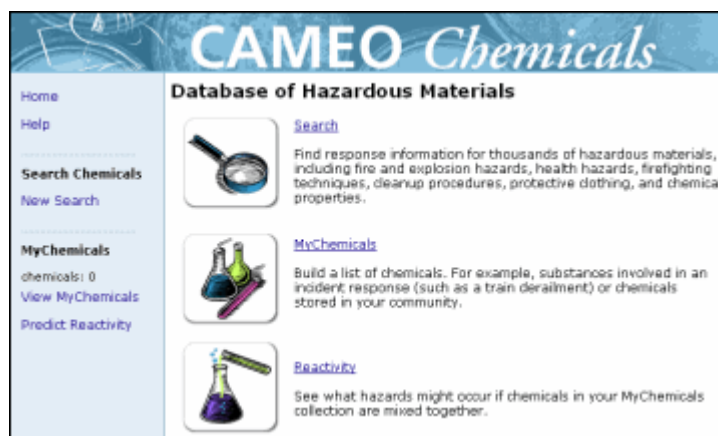 CAMEO Chemicals
Home
Help
Search Chemicals
New Search
MyChemicals
chemicals: 0
View MyChemicals
Predict Reactivity
Database of Hazardous Materials
Search
Find response information for thousands of hazardous materials,
including fire and explosion hazards, health hazards, firefighting
techniques, cleanup procedures, protective clothing, and chemica
properties.
MyChemicals
Build a list of chemicals. For example, substances involved in an
incident response (such as a train derailment) or chemicals
stored in your community.
Reactivity
See what hazards might occur if chemicals in your MyChemicals
collection are mixed together.